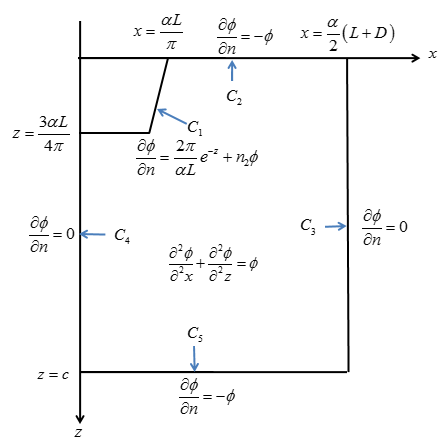 x = αL/π
∂ϕ/∂n = −ϕ
x = α/2 (L + D)
x
C₂
z = 3αL/4π
C₁
∂ϕ/∂n = 2π/αL e⁻ᶻ + n₂ϕ
∂ϕ/∂n = 0
C₄
C₃
∂ϕ/∂n = 0
∂²ϕ/∂²x + ∂²ϕ/∂²z = ϕ
C₅
z = c
∂ϕ/∂n = −ϕ
z